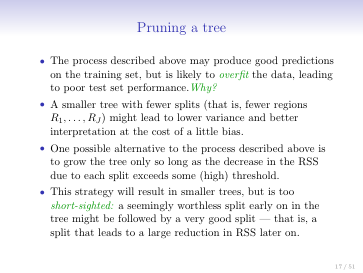 Pruning a tree
• The process described above may produce good predictions
on the training set, but is likely to overfit the data, leading
to poor test set performance. Why?
• A smaller tree with fewer splits (that is, fewer regions
R₁, . . . , R_J) might lead to lower variance and better
interpretation at the cost of a little bias.
• One possible alternative to the process described above is
to grow the tree only so long as the decrease in the RSS
due to each split exceeds some (high) threshold.
• This strategy will result in smaller trees, but is too
short-sighted: a seemingly worthless split early on in the
tree might be followed by a very good split — that is, a
split that leads to a large reduction in RSS later on.
17 / 51